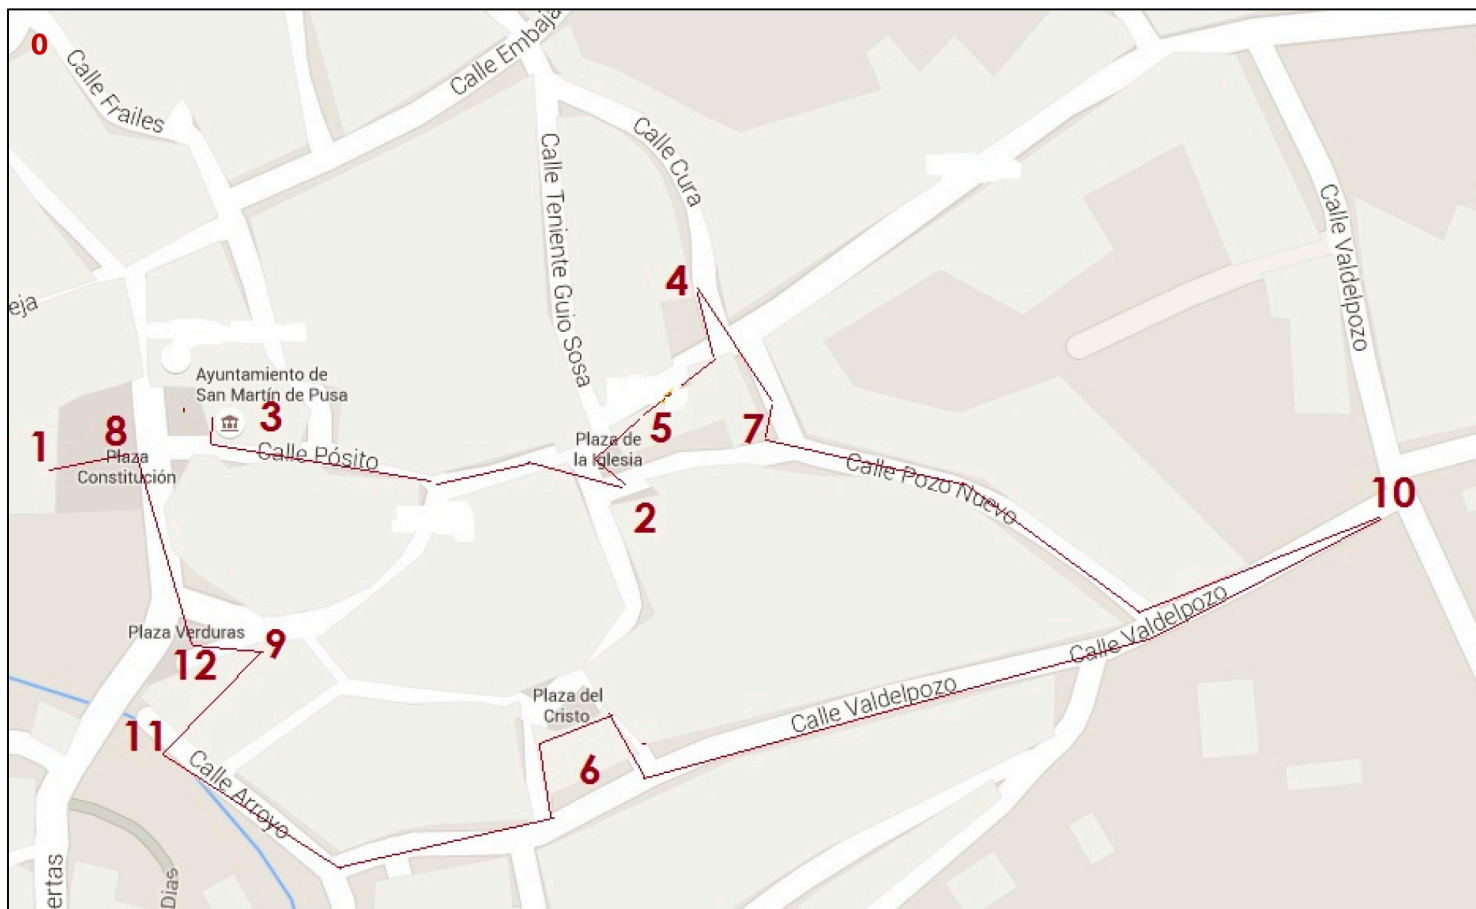 0
Calle Frailes
Calle Embaja
Calle Cura
Calle Teniente Guio Sosa
Calle Valdelpozo
4
eja
Ayuntamiento de
San Martín de Pusa
3
5
7
1
8
Plaza
Constitución
Calle Pósito
Plaza de
la Iglesia
2
Calle Pozo Nuevo
10
Calle Valdelpozo
Plaza Verduras
9
12
Plaza del
Cristo
Calle Valdelpozo
11
6
Calle Arroyo
ertas
Dias